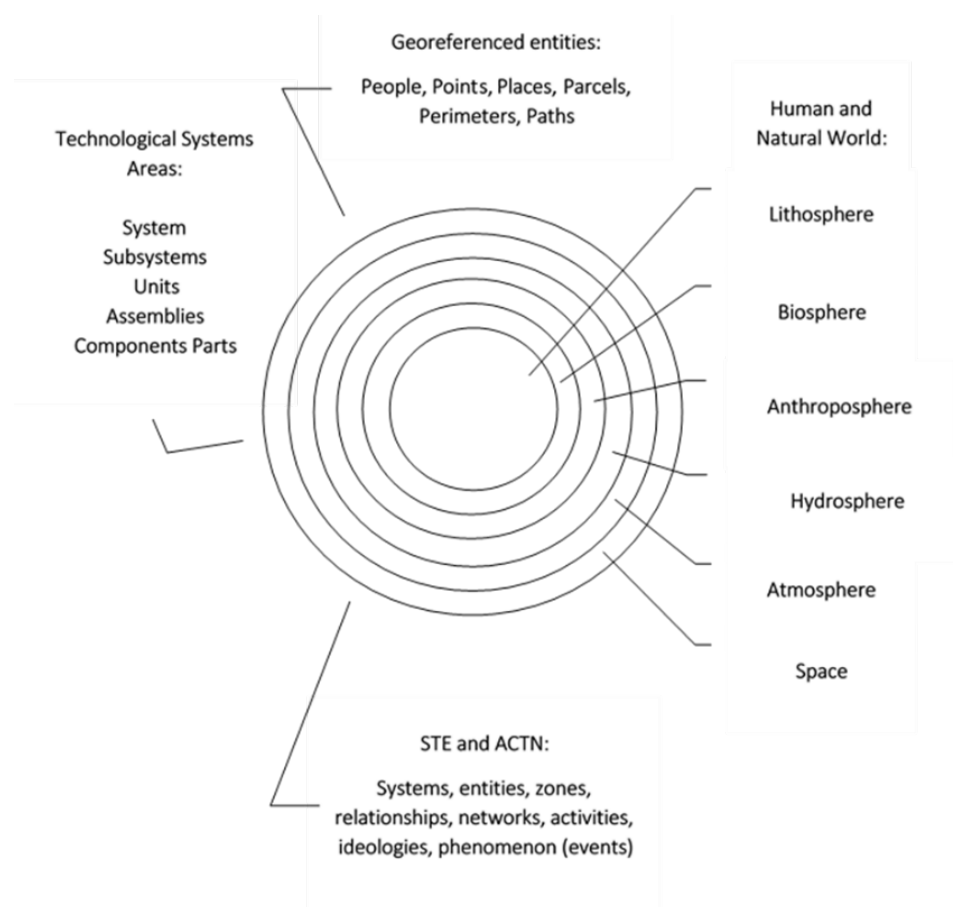 Georeferenced entities:
People, Points, Places, Parcels,
Perimeters, Paths
Technological Systems
Areas:
System
Subsystems
Units
Assemblies
Components Parts
Human and
Natural World:
Lithosphere
Biosphere
Anthroposphere
Hydrosphere
Atmosphere
Space
STE and ACTN:
Systems, entities, zones,
relationships, networks, activities,
ideologies, phenomenon (events)